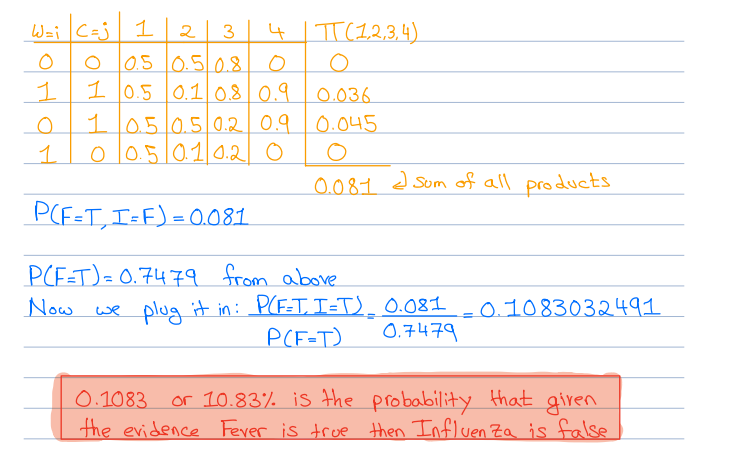 W=i C=j 1 2 3 4 π(1,2,3,4)
0 0 0.5 0.5 0.8 0 0
1 1 0.5 0.1 0.8 0.9 0.036
0 1 0.5 0.5 0.2 0.9 0.045
1 0 0.5 0.1 0.2 0 0
0.081 ↲ sum of all products
P(F=T, I=F) = 0.081
P(F=T) = 0.7479 from above
Now we plug it in: P(F=T, I=T) / P(F=T) = 0.081 / 0.7479 = 0.1083032491
0.1083 or 10.83% is the probability that given
the evidence Fever is true then Influenza is false